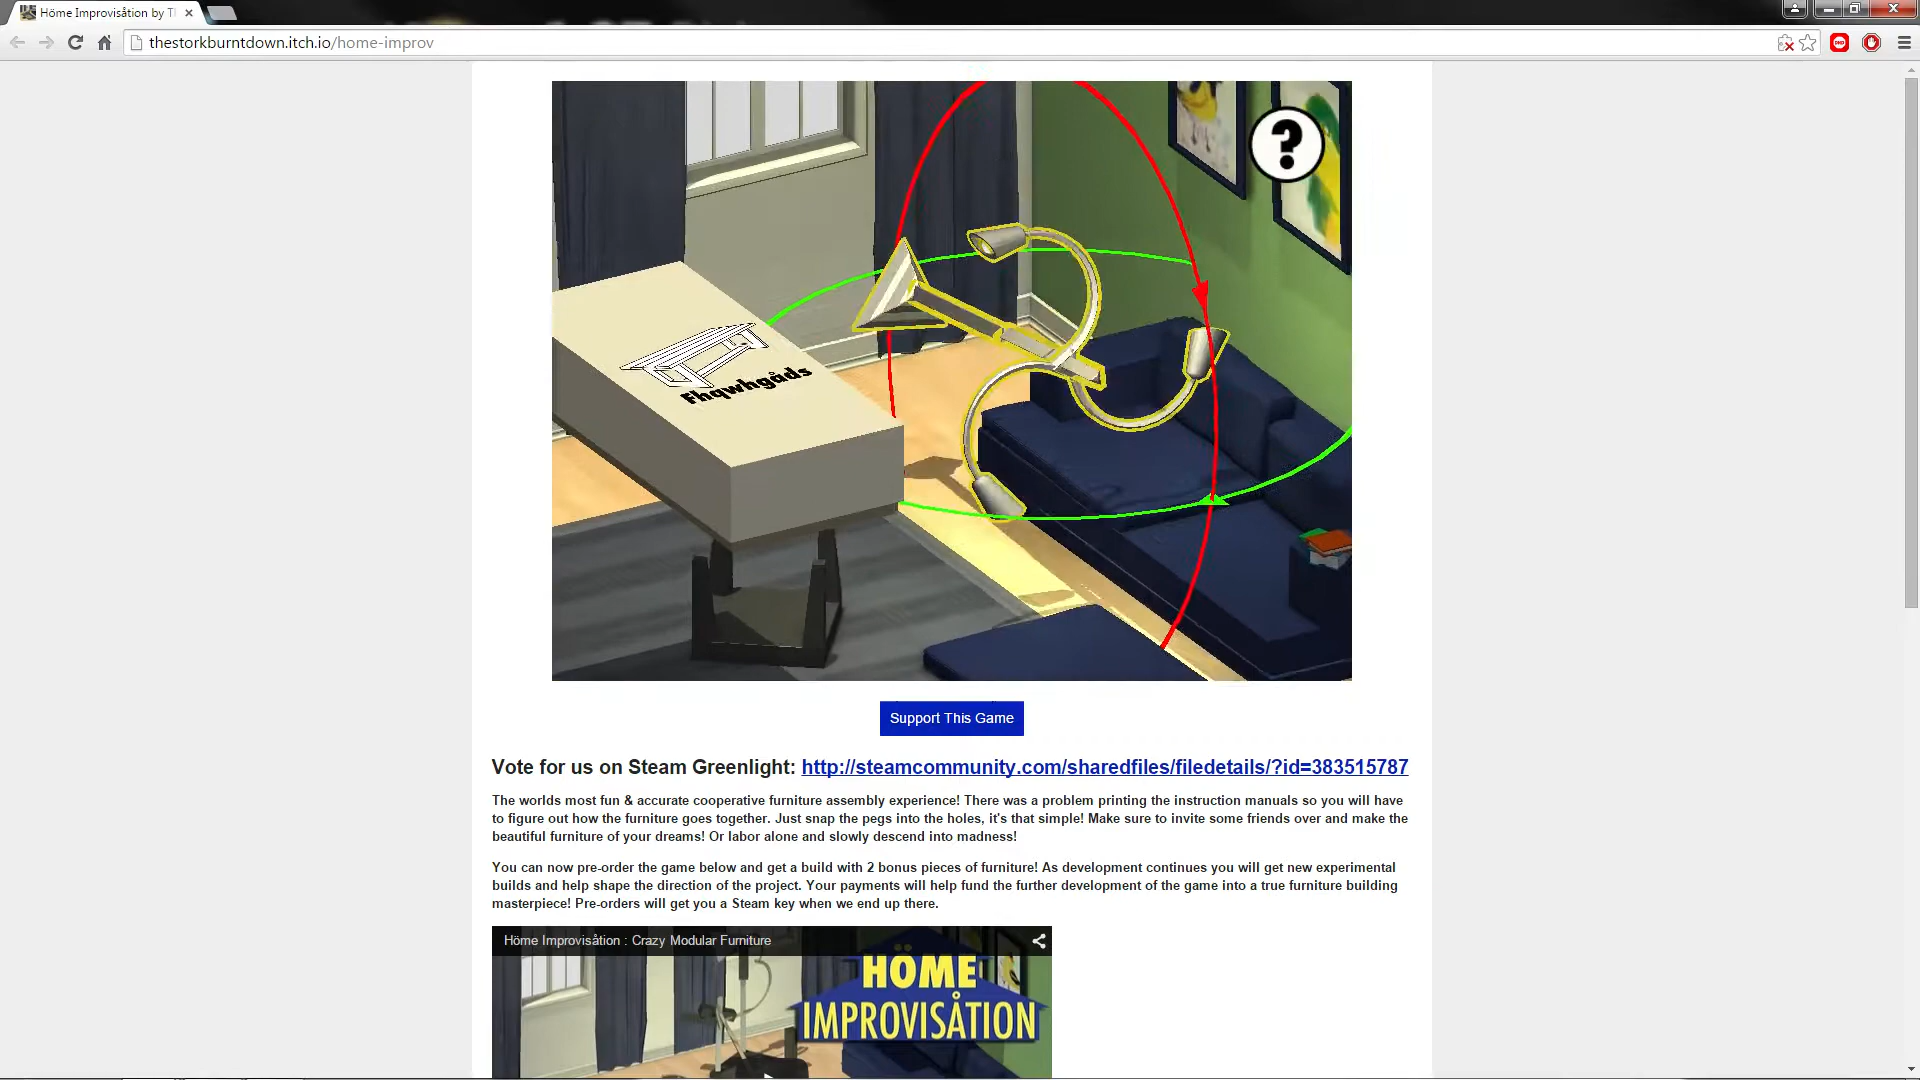 Höme Improvisåtion by Tl
thestorkburntdown.itch.io/home-improv
?
Fhqwhgåds
Support This Game
Vote for us on Steam Greenlight: http://steamcommunity.com/sharedfiles/filedetails/?id=383515787
The worlds most fun & accurate cooperative furniture assembly experience! There was a problem printing the instruction manuals so you will have
to figure out how the furniture goes together. Just snap the pegs into the holes, it's that simple! Make sure to invite some friends over and make the
beautiful furniture of your dreams! Or labor alone and slowly descend into madness!
You can now pre-order the game below and get a build with 2 bonus pieces of furniture! As development continues you will get new experimental
builds and help shape the direction of the project. Your payments will help fund the further development of the game into a true furniture building
masterpiece! Pre-orders will get you a Steam key when we end up there.
Höme Improvisåtion : Crazy Modular Furniture
HÖME
IMPROVISÅTION